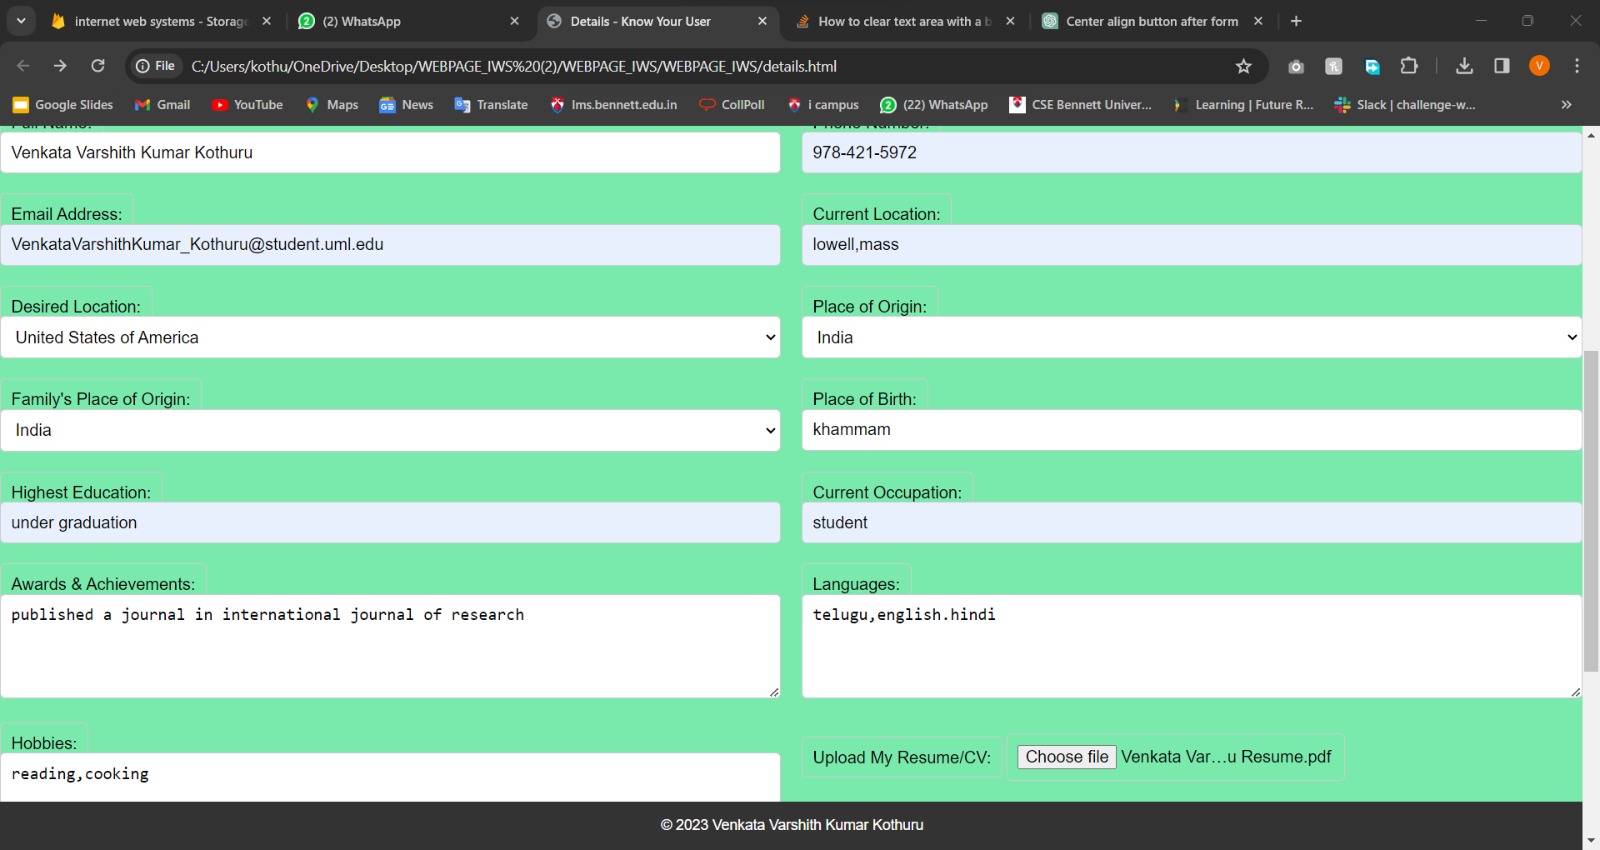 internet web systems - Storage
(2) WhatsApp
Details - Know Your User
How to clear text area with a b
Center align button after form
File
C:/Users/kothu/OneDrive/Desktop/WEBPAGE_IWS%20(2)/WEBPAGE_IWS/WEBPAGE_IWS/details.html
V
Google Slides
Gmail
YouTube
Maps
News
Translate
lms.bennett.edu.in
CollPoll
i campus
(22) WhatsApp
CSE Bennett Univer...
Learning | Future R...
Slack | challenge-w...
Full Name:
Phone Number:
Venkata Varshith Kumar Kothuru
978-421-5972
Email Address:
Current Location:
VenkataVarshithKumar_Kothuru@student.uml.edu
lowell,mass
Desired Location:
Place of Origin:
United States of America
India
Family's Place of Origin:
Place of Birth:
India
khammam
Highest Education:
Current Occupation:
under graduation
student
Awards & Achievements:
Languages:
published a journal in international journal of research
telugu,english.hindi
Hobbies:
Upload My Resume/CV:
Choose file
Venkata Var...u Resume.pdf
reading,cooking
© 2023 Venkata Varshith Kumar Kothuru